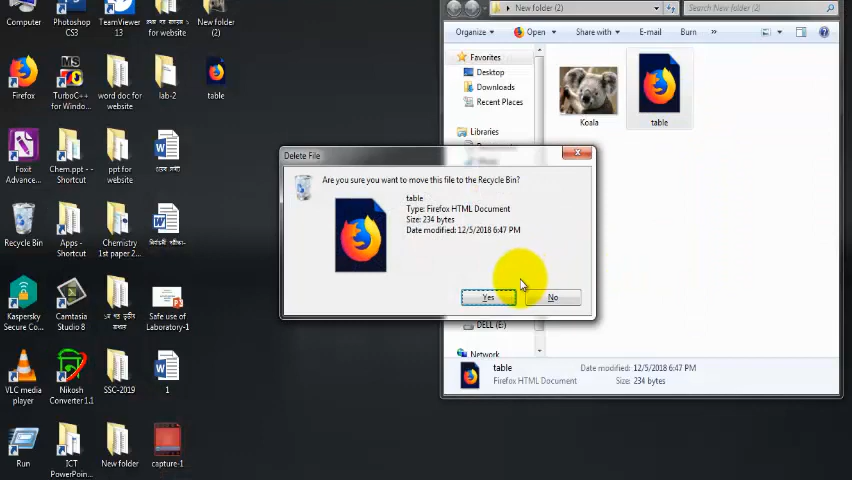 Computer
Photoshop
CS3
TeamViewer
13
for website
New folder
(2)
Firefox
TurboC++
for Windo...
word doc for
website
lab-2
table
Foxit
Advance...
Chem.ppt - -
Shortcut
ppt for
website
Recycle Bin
Apps -
Shortcut
Chemistry
1st paper 2...
Kaspersky
Secure Co...
Camtasia
Studio 8
Safe use of
Laboratory-1
VLC media
player
Nikosh
Converter 1.1
SSC-2019
1
Run
ICT
PowerPoin...
New folder
capture-1
New folder (2)
Search New folder (2)
Organize
Open
Share with
E-mail
Burn
»
Favorites
Desktop
Downloads
Recent Places
Libraries
DELL (E:)
Network
Koala
table
table
Date modified: 12/5/2018 6:47 PM
Firefox HTML Document
Size: 234 bytes
Delete File
Are you sure you want to move this file to the Recycle Bin?
table
Type: Firefox HTML Document
Size: 234 bytes
Date modified: 12/5/2018 6:47 PM
Yes
No